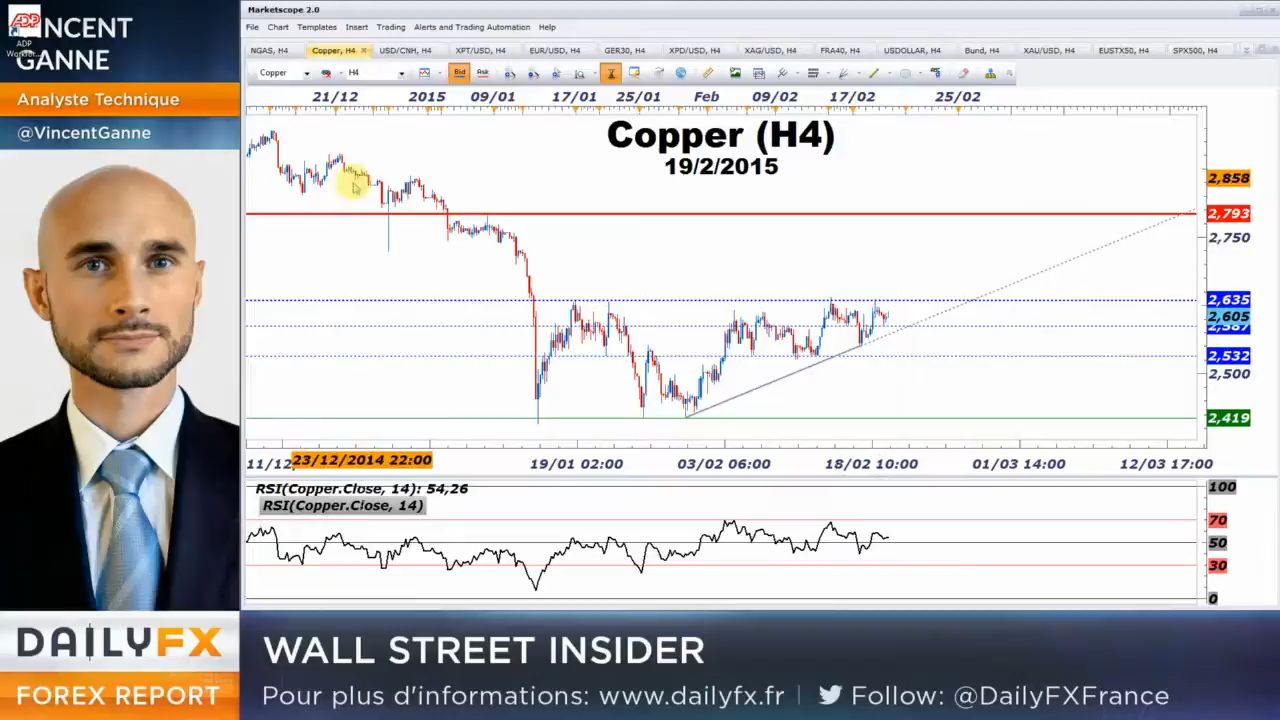 ADP
VINCENT
GANNE
Analyste Technique
@VincentGanne
Marketscope 2.0
File Chart Templates Insert Trading Alerts and Trading Automation Help
NGAS, H4 Copper, H4 USD/CNH, H4 XPT/USD, H4 EUR/USD, H4 GER30, H4 XPD/USD, H4 XAG/USD, H4 FRA40, H4 USDOLLAR, H4 Bund, H4 XAU/USD, H4 EUSTX50, H4 SPX500, H4
Copper H4 Bid Ask
21/12 2015 09/01 17/01 25/01 Feb 09/02 17/02 25/02
Copper (H4)
19/2/2015
2,858
2,793
2,750
2,635
2,605
2,587
2,532
2,500
2,419
11/12, 23/12/2014 22:00 19/01 02:00 03/02 06:00 18/02 10:00 01/03 14:00 12/03 17:00
RSI(Copper.Close, 14): 54,26
RSI(Copper.Close, 14)
100
70
50
30
0
DAILYFX
FOREX REPORT
WALL STREET INSIDER
Pour plus d'informations: www.dailyfx.fr | Follow: @DailyFXFrance